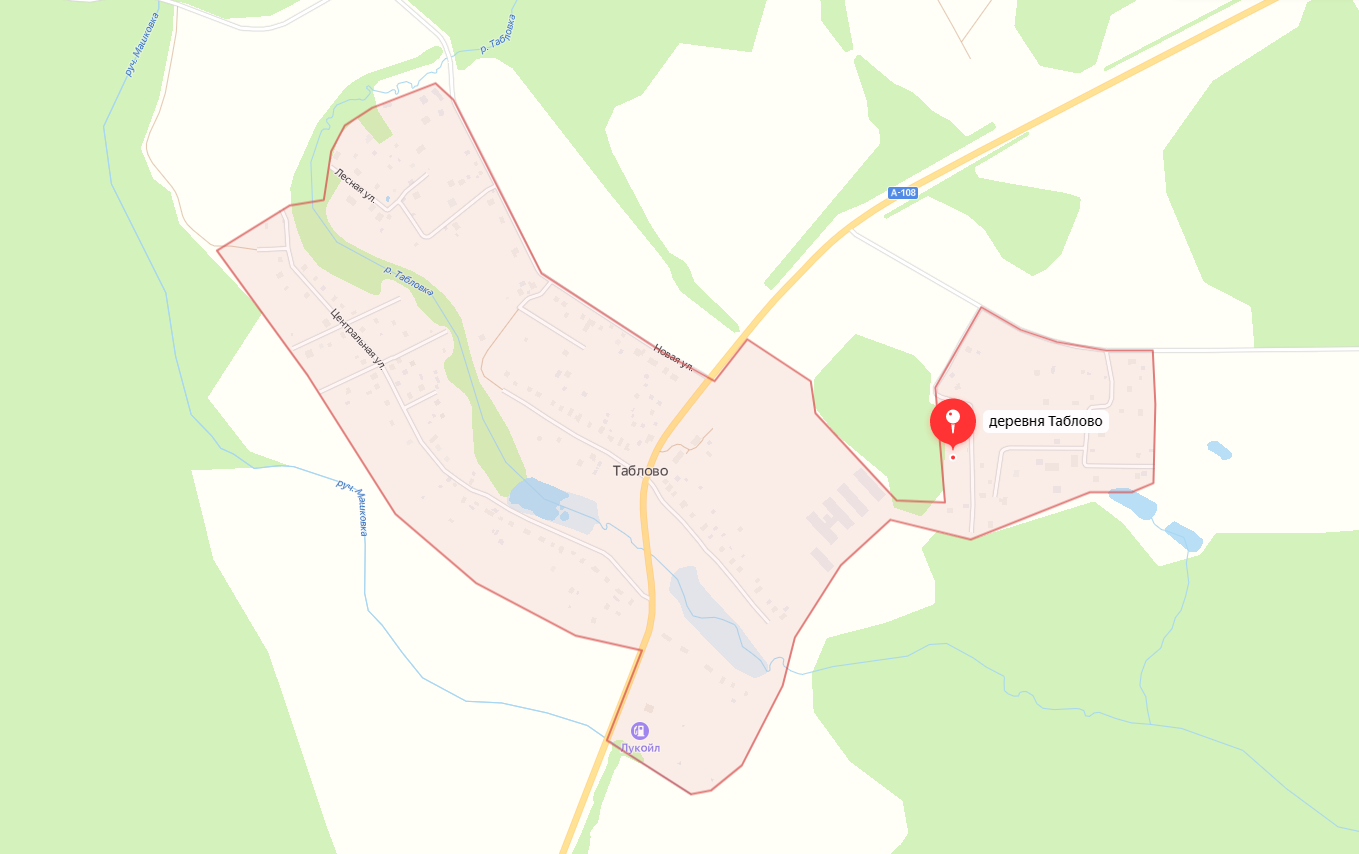 руч. Машковка
р. Табловка
Лесная ул.
А-108
р. Табловка
Центральная ул.
Новая ул.
деревня Таблово
Таблово
руч. Машковка
Лукойл